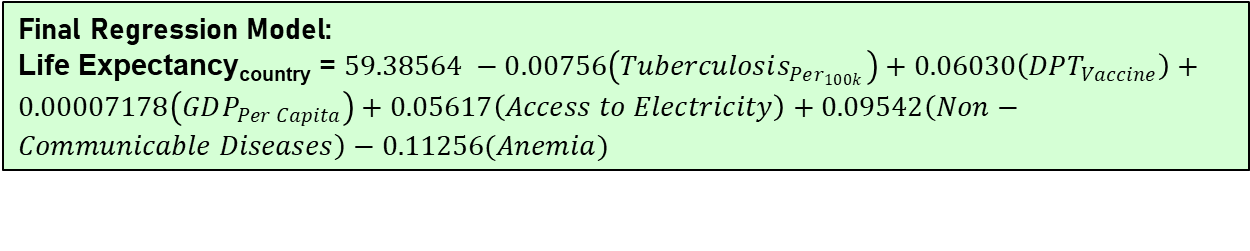 Final Regression Model:
Life Expectancy_country = 59.38564 − 0.00756(Tuberculosis_Per_100k) + 0.06030(DPT_Vaccine) +
0.00007178(GDP_Per Capita) + 0.05617(Access to Electricity) + 0.09542(Non −
Communicable Diseases) − 0.11256(Anemia)